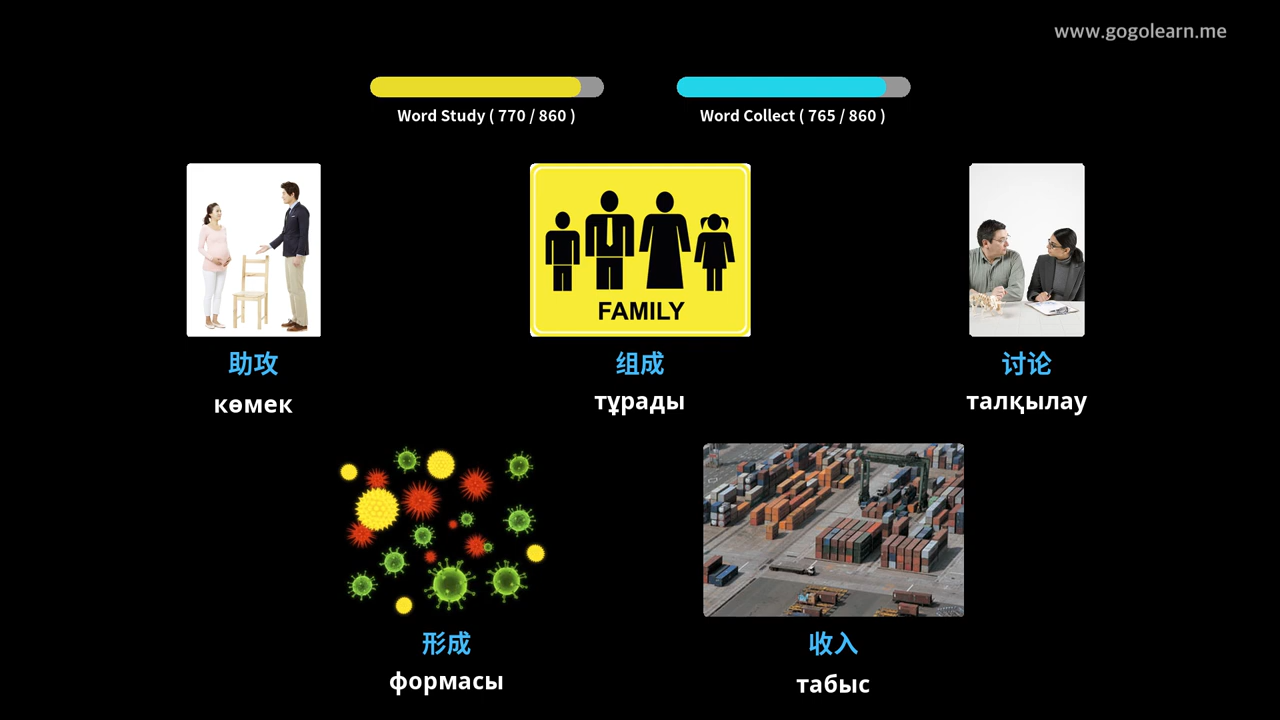 www.gogolearn.me
Word Study ( 770 / 860 )
Word Collect ( 765 / 860 )
FAMILY
助攻
组成
讨论
көмек
тұрады
талқылау
形成
收入
формасы
табыс